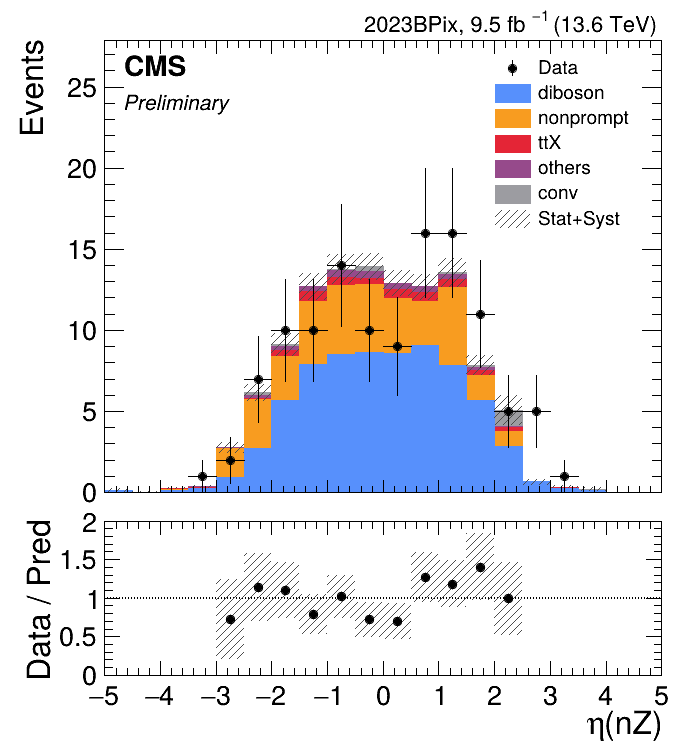 2023BPix, 9.5 fb⁻¹ (13.6 TeV)
CMS
Preliminary
Events
25
20
15
10
5
0
Data
diboson
nonprompt
ttX
others
conv
Stat+Syst
Data / Pred
2
1.5
1
0.5
0
−5 −4 −3 −2 −1 0 1 2 3 4 5
η(nZ)